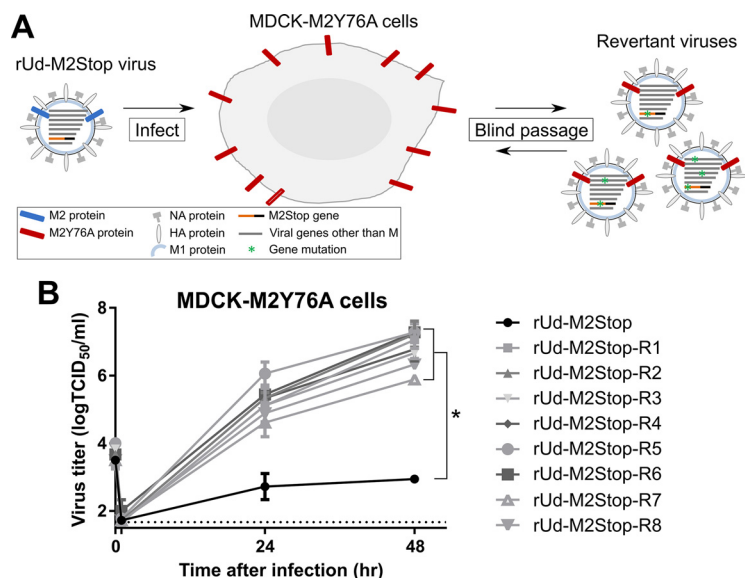 A
MDCK-M2Y76A cells
rUd-M2Stop virus
Revertant viruses
Infect
Blind passage
M2 protein
M2Y76A protein
NA protein
HA protein
M1 protein
M2Stop gene
Viral genes other than M
* Gene mutation
B
MDCK-M2Y76A cells
Virus titer (logTCID50/ml)
8
6
4
2
0
24
48
Time after infection (hr)
*
rUd-M2Stop
rUd-M2Stop-R1
rUd-M2Stop-R2
rUd-M2Stop-R3
rUd-M2Stop-R4
rUd-M2Stop-R5
rUd-M2Stop-R6
rUd-M2Stop-R7
rUd-M2Stop-R8